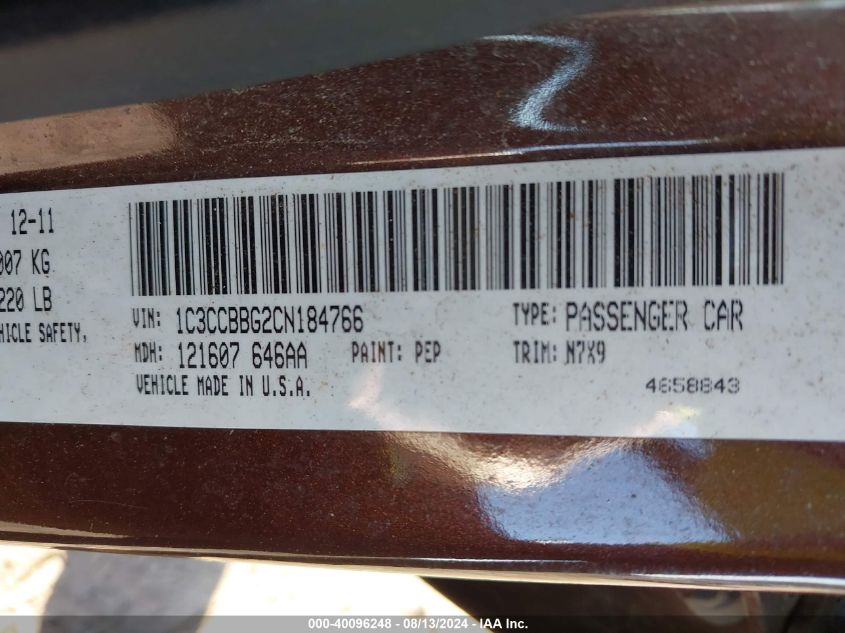 12-11
007 KG
220 LB
HICLE SAFETY,
VIN: 1C3CCBBG2CN184766 TYPE: PASSENGER CAR
MDH: 121607 646AA PAINT: PEP TRIM: N7X9
VEHICLE MADE IN U.S.A. 4658843
000-40096248 - 08/13/2024 - IAA Inc.